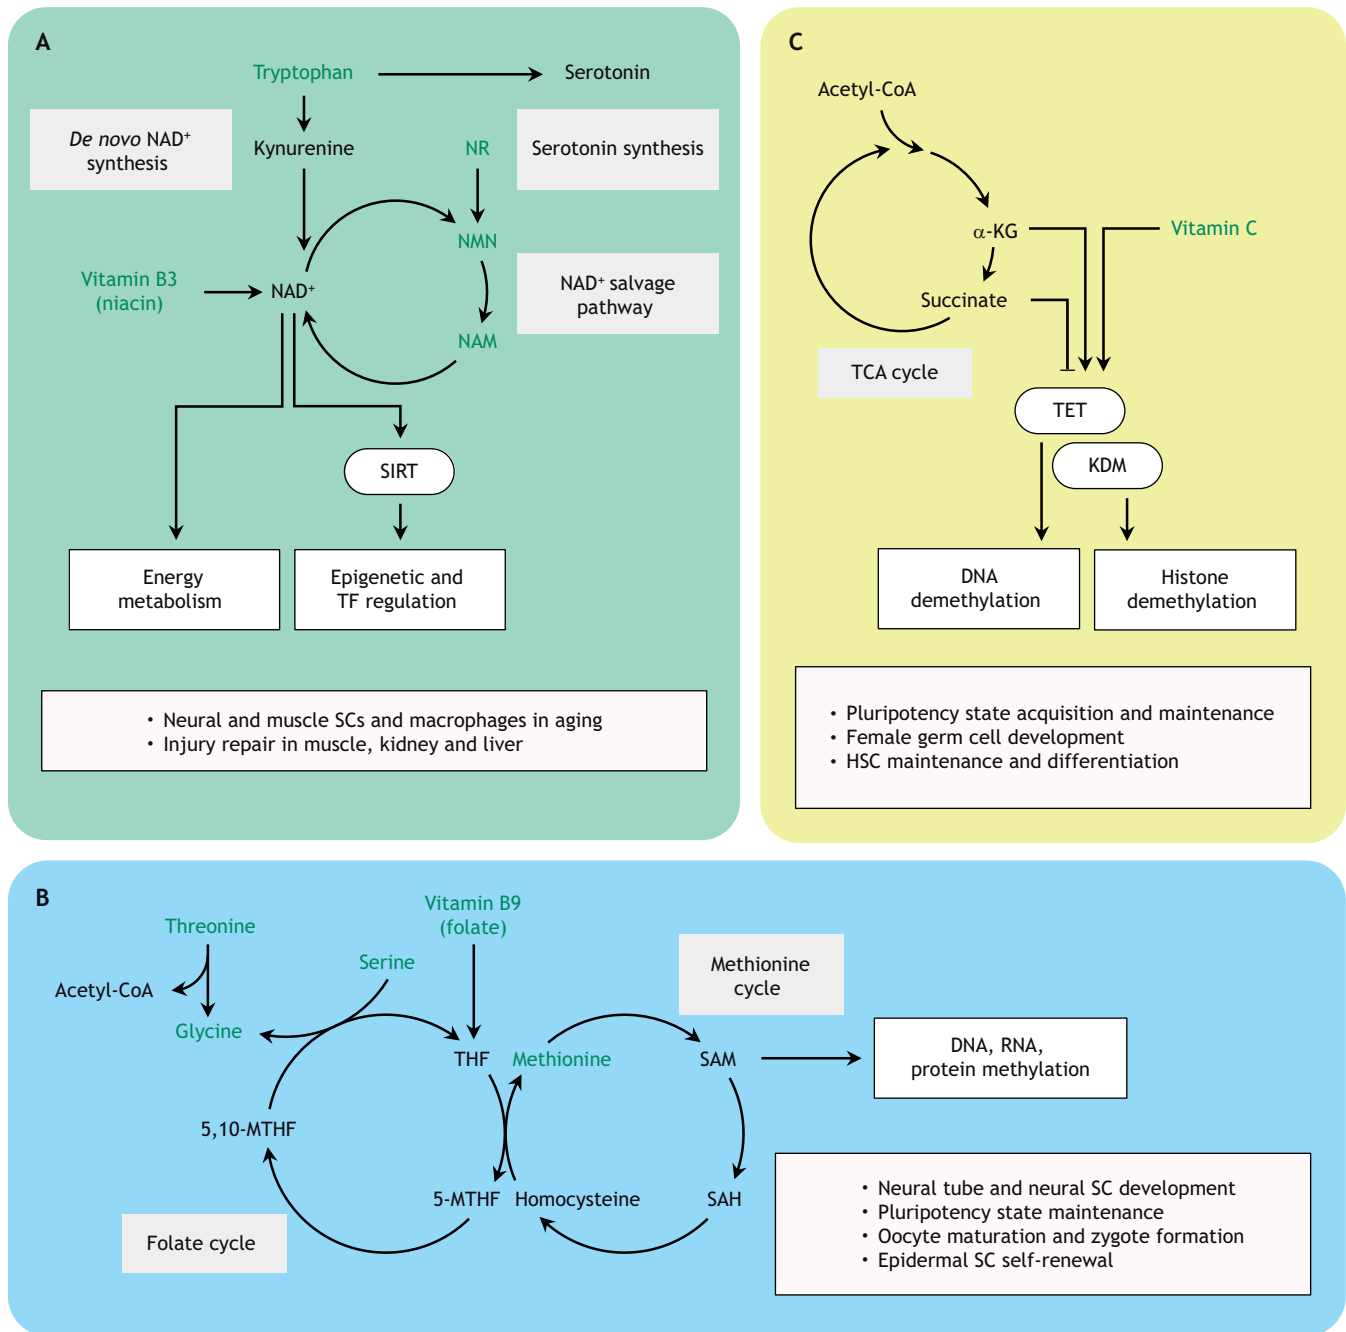 A
Tryptophan
Serotonin
De novo NAD⁺
synthesis
Kynurenine
NR
Serotonin synthesis
NMN
Vitamin B3
(niacin)
NAD⁺
NAD⁺ salvage
pathway
NAM
SIRT
Energy
metabolism
Epigenetic and
TF regulation
• Neural and muscle SCs and macrophages in aging
• Injury repair in muscle, kidney and liver
C
Acetyl-CoA
α-KG
Vitamin C
Succinate
TCA cycle
TET
KDM
DNA
demethylation
Histone
demethylation
• Pluripotency state acquisition and maintenance
• Female germ cell development
• HSC maintenance and differentiation
B
Threonine
Vitamin B9
(folate)
Serine
Acetyl-CoA
Glycine
Methionine
cycle
THF
Methionine
SAM
DNA, RNA,
protein methylation
5,10-MTHF
5-MTHF
Homocysteine
SAH
Folate cycle
• Neural tube and neural SC development
• Pluripotency state maintenance
• Oocyte maturation and zygote formation
• Epidermal SC self-renewal